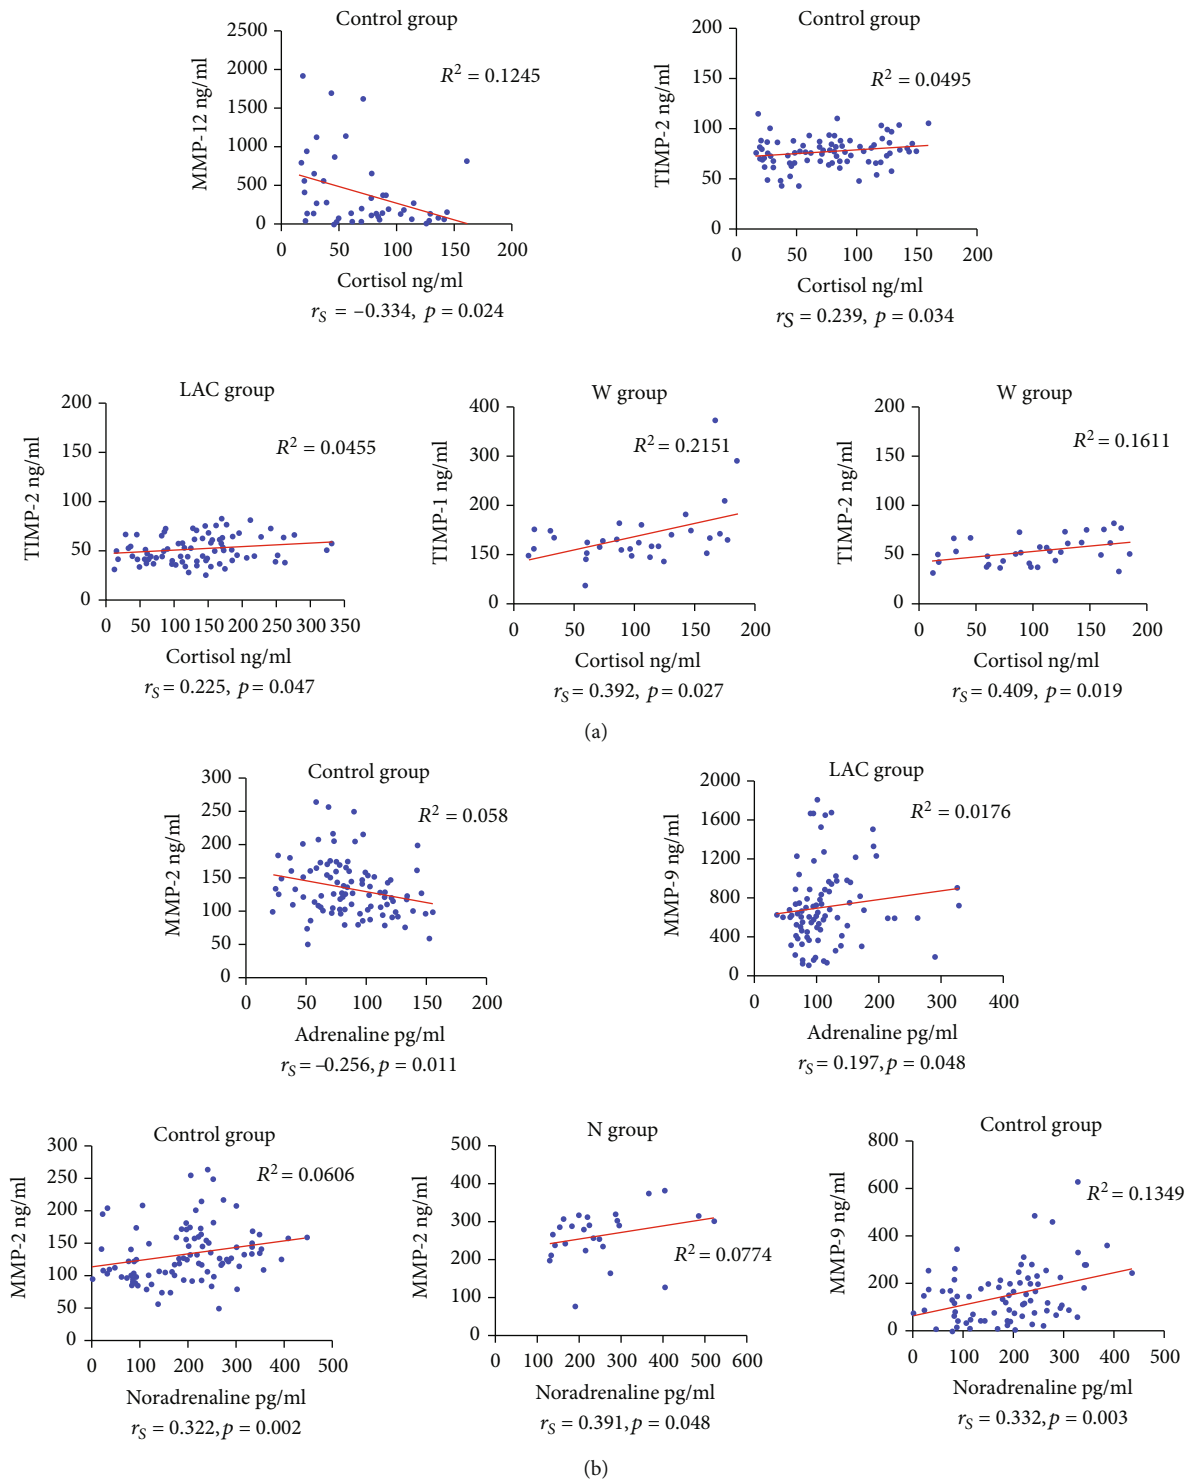 Control group
MMP-12 ng/ml
2500
2000
1500
1000
500
0
R² = 0.1245
0 50 100 150 200
Cortisol ng/ml
rS = –0.334, p = 0.024
Control group
TIMP-2 ng/ml
200
150
100
50
0
R² = 0.0495
0 50 100 150 200
Cortisol ng/ml
rS = 0.239, p = 0.034
LAC group
TIMP-2 ng/ml
200
150
100
50
0
R² = 0.0455
0 50 100 150 200 250 300 350
Cortisol ng/ml
rS = 0.225, p = 0.047
W group
TIMP-1 ng/ml
400
300
200
150
0
R² = 0.2151
0 50 100 150 200
Cortisol ng/ml
rS = 0.392, p = 0.027
W group
TIMP-2 ng/ml
200
150
100
50
0
R² = 0.1611
0 50 100 150 200
Cortisol ng/ml
rS = 0.409, p = 0.019
(a)
Control group
MMP-2 ng/ml
300
250
200
150
100
50
0
R² = 0.058
0 50 100 150 200
Adrenaline pg/ml
rS = –0.256, p = 0.011
LAC group
MMP-9 ng/ml
2000
1600
1200
800
400
0
R² = 0.0176
0 100 200 300 400
Adrenaline pg/ml
rS = 0.197, p = 0.048
Control group
MMP-2 ng/ml
300
250
200
150
100
50
0
R² = 0.0606
0 100 200 300 400 500
Noradrenaline pg/ml
rS = 0.322, p = 0.002
N group
MMP-2 ng/ml
500
400
300
200
100
0
R² = 0.0774
0 100 200 300 400 500 600
Noradrenaline pg/ml
rS = 0.391, p = 0.048
Control group
MMP-9 ng/ml
800
600
400
200
0
R² = 0.1349
0 100 200 300 400 500
Noradrenaline pg/ml
rS = 0.332, p = 0.003
(b)